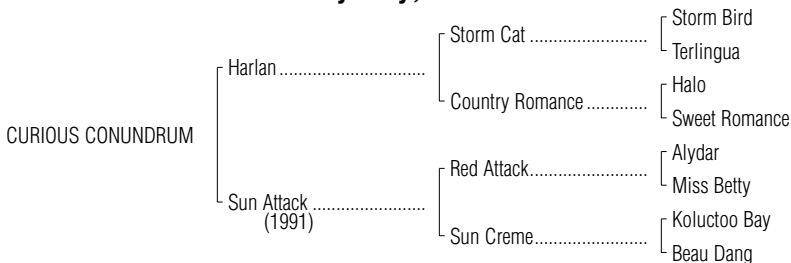 Storm Bird
Storm Cat ..........................
Terlingua
Harlan ................................
Halo
Country Romance .............
Sweet Romance
CURIOUS CONUNDRUM
Alydar
Red Attack..........................
Miss Betty
Sun Attack .........................
(1991)
Koluctoo Bay
Sun Creme.........................
Beau Dang